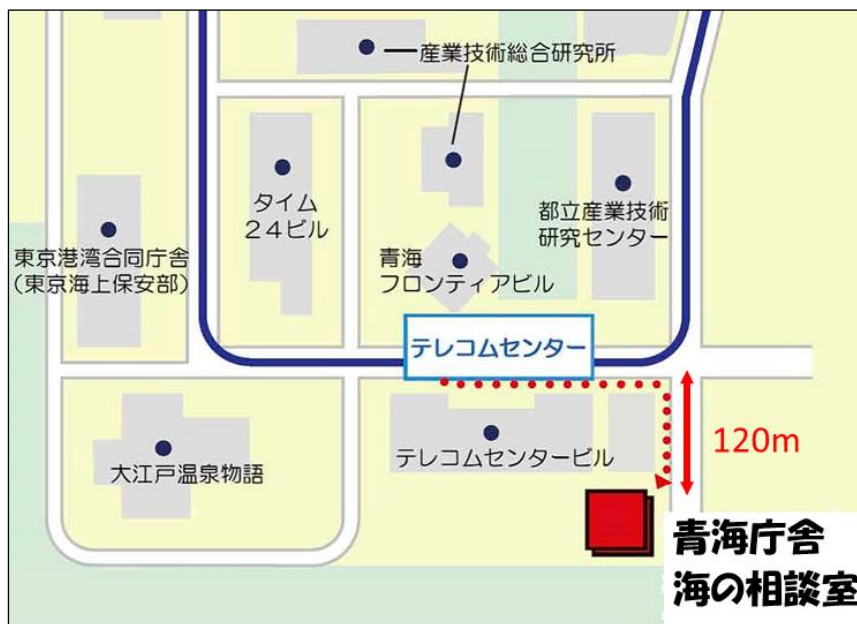 産業技術総合研究所
タイム
24ビル
都立産業技術
研究センター
東京港湾合同庁舎
(東京海上保安部)
青海
フロンティアビル
テレコムセンター
テレコムセンタービル
大江戸温泉物語
120m
青海庁舎
海の相談室